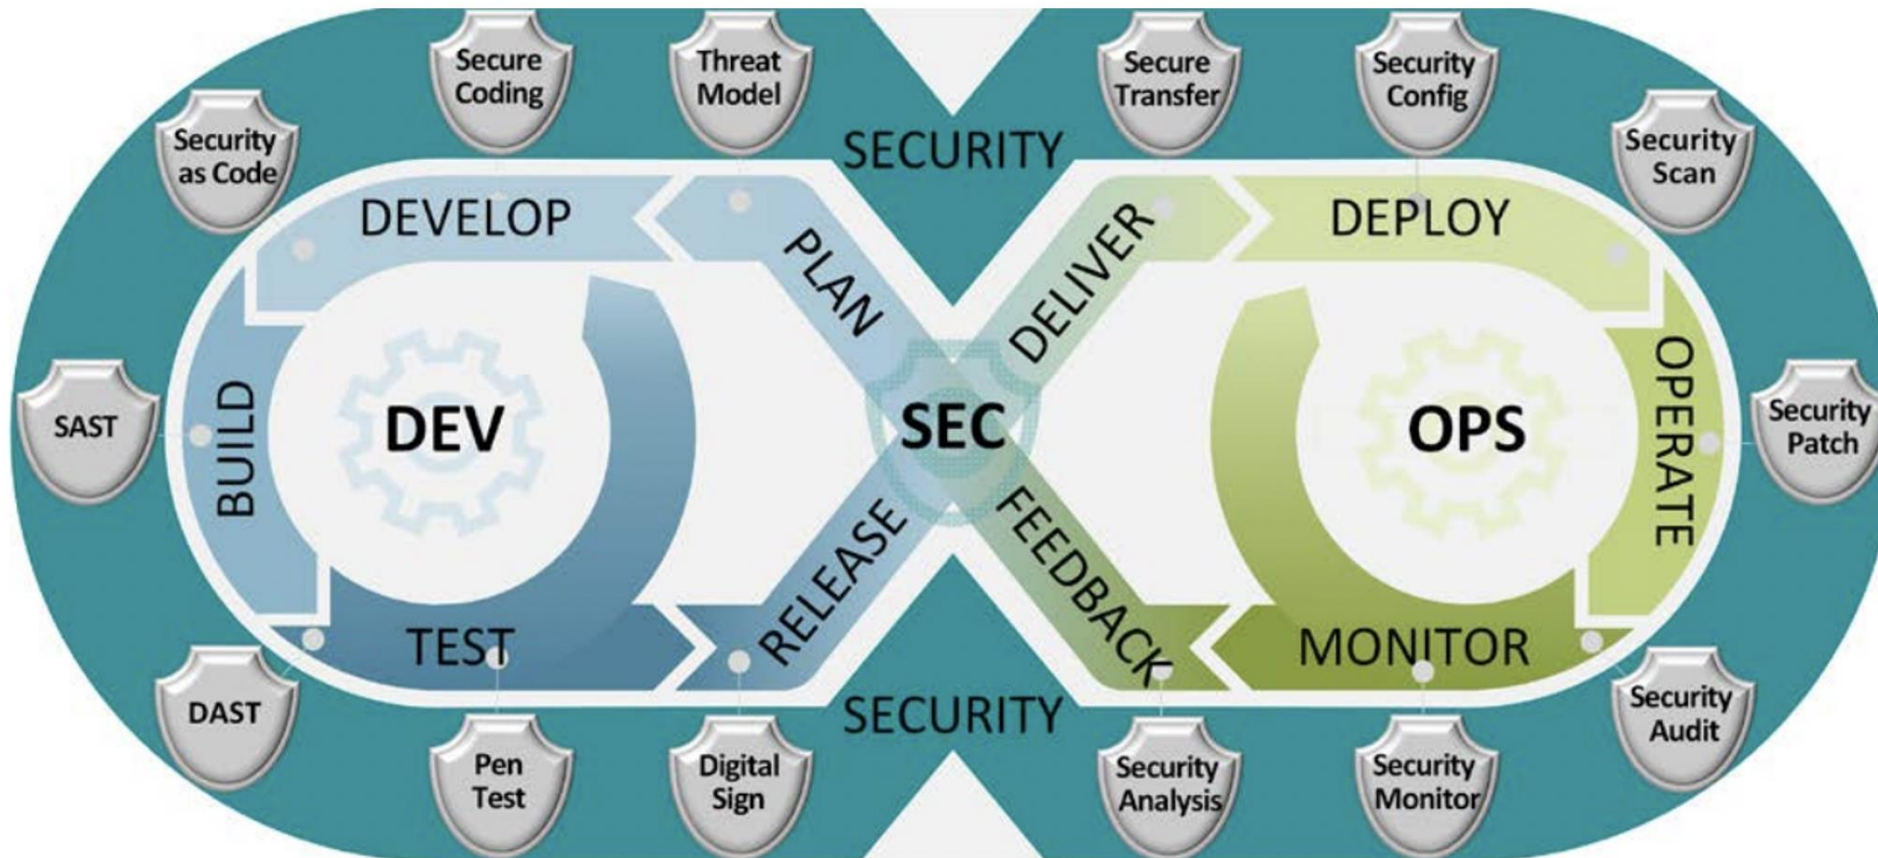 Secure
Coding
Threat
Model
Secure
Transfer
Security
Config
Security
as Code
SECURITY
Security
Scan
DEVELOP
PLAN
DELIVER
DEPLOY
SAST
BUILD
DEV
SEC
OPS
OPERATE
Security
Patch
TEST
RELEASE
FEEDBACK
MONITOR
DAST
Pen
Test
Digital
Sign
SECURITY
Security
Analysis
Security
Monitor
Security
Audit